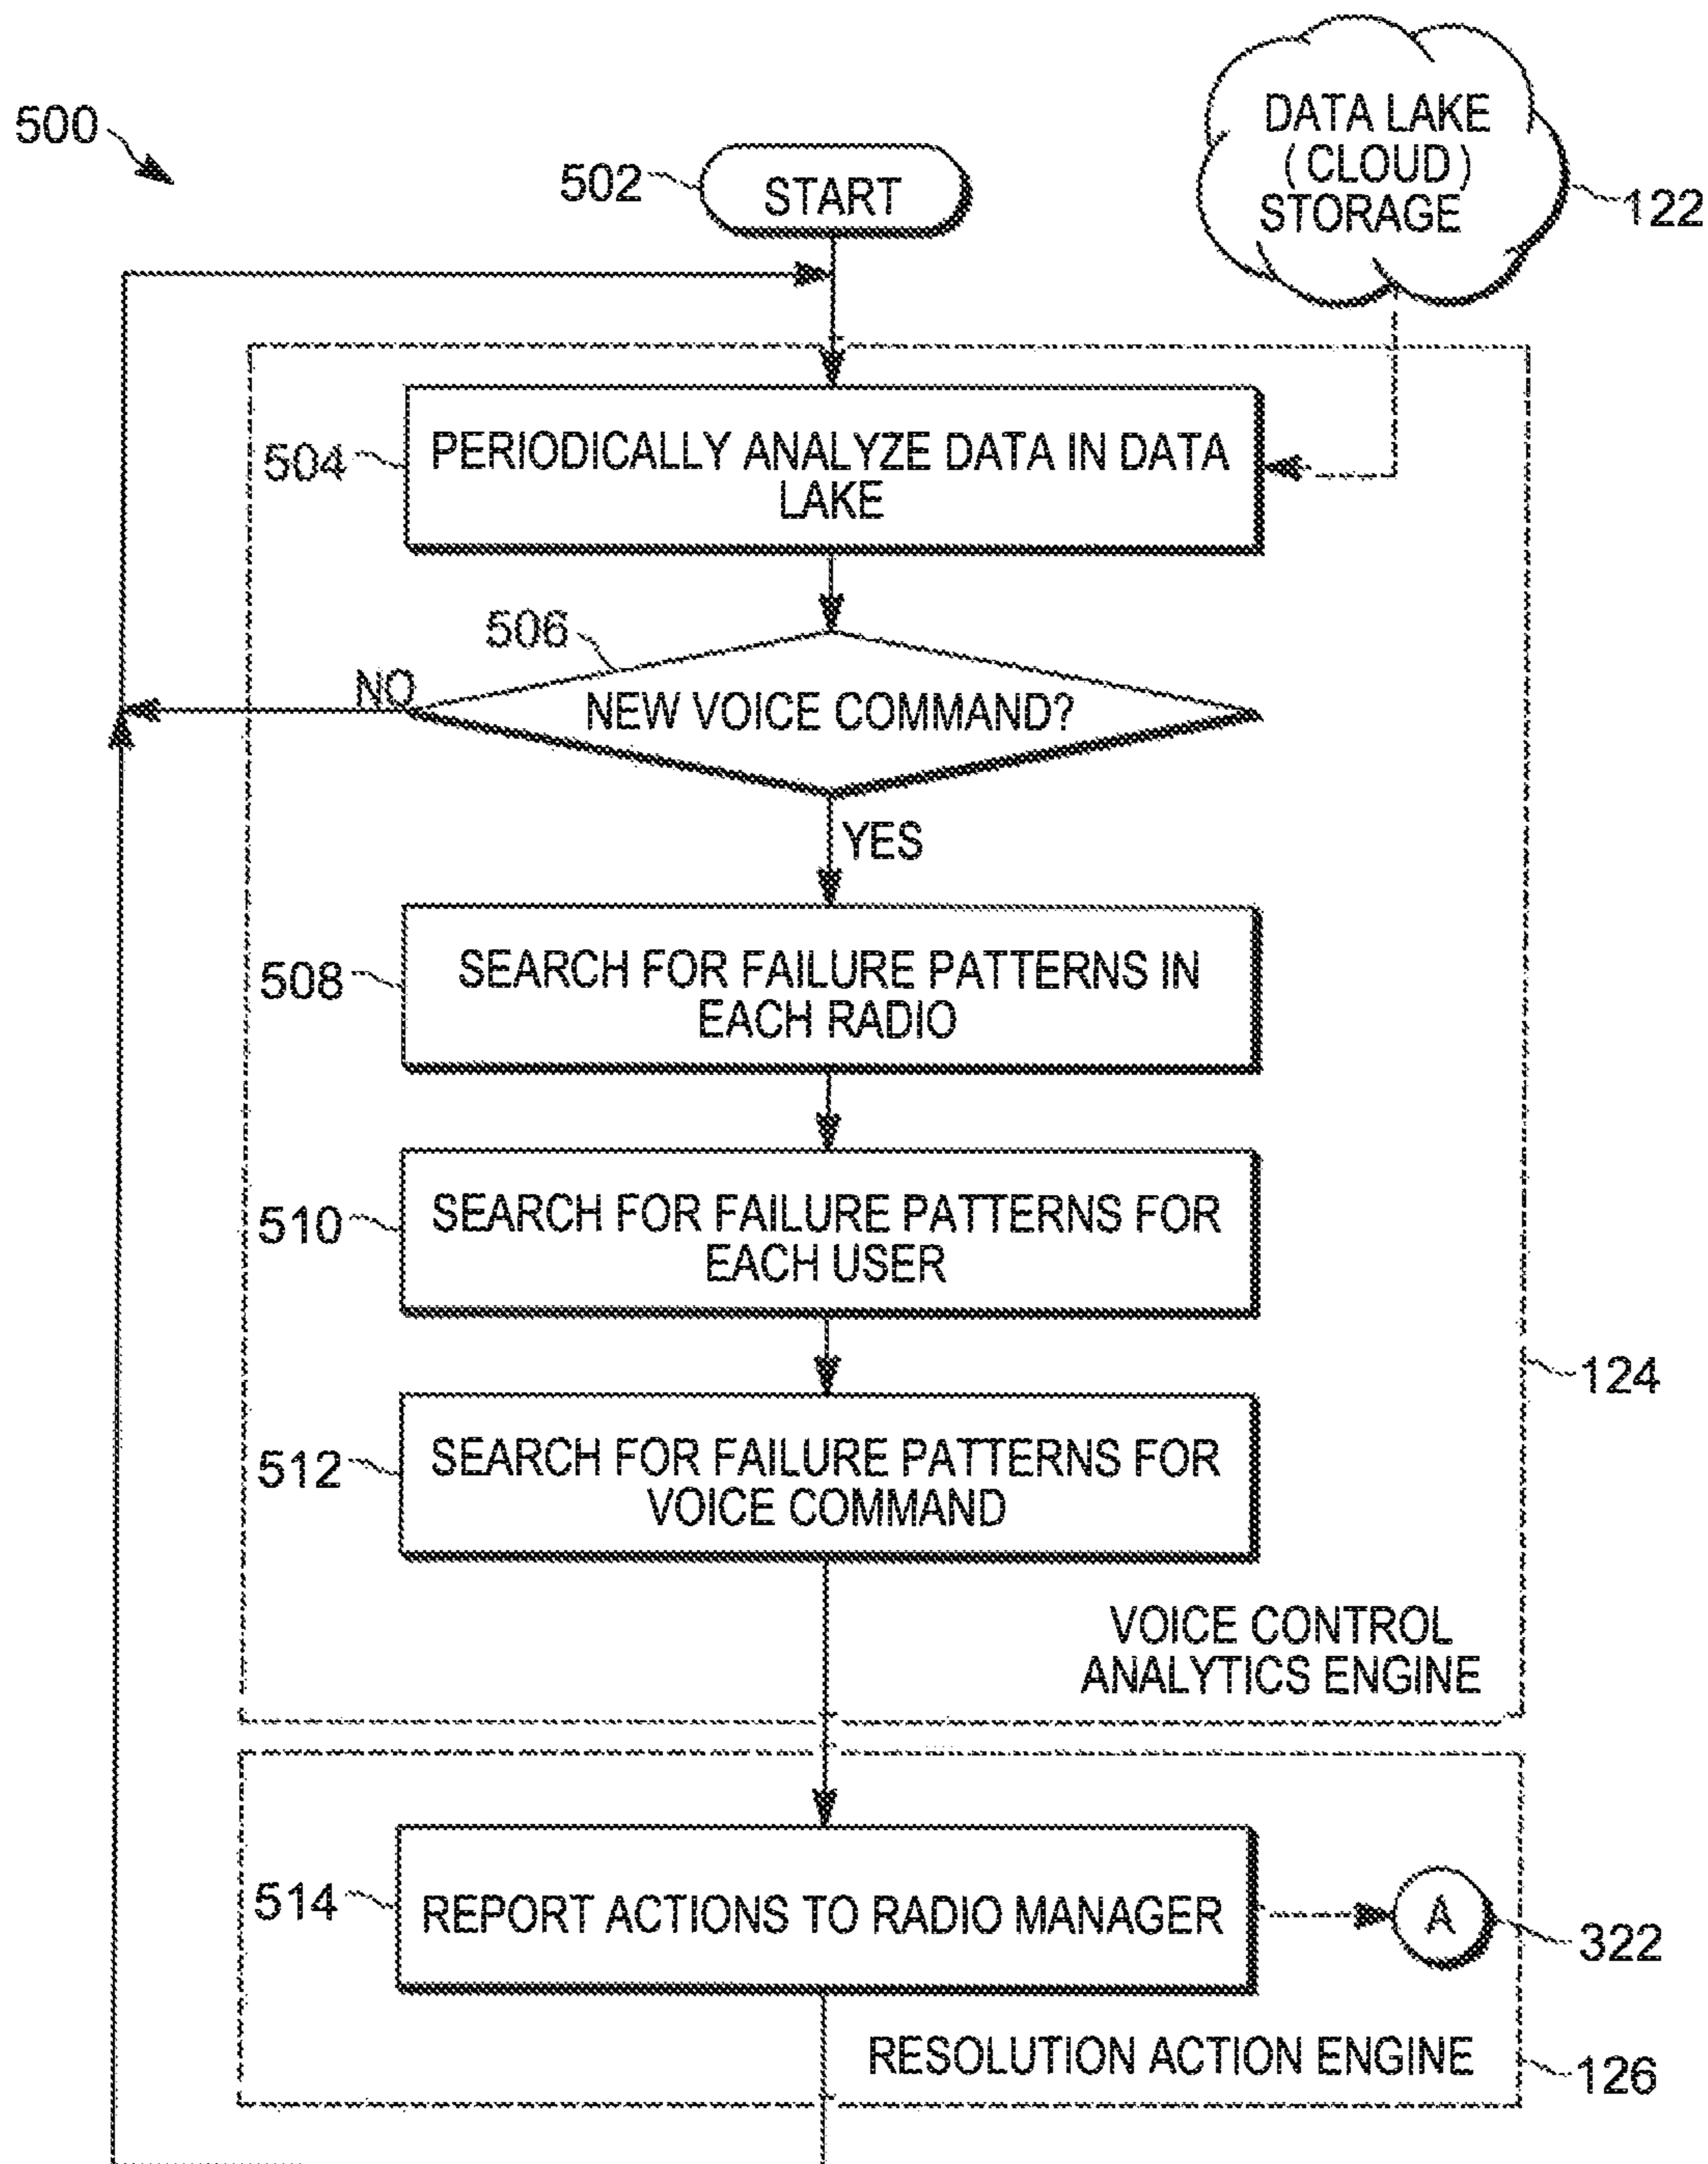 500
502
START
DATA LAKE
( CLOUD )
STORAGE
122
504
PERIODICALLY ANALYZE DATA IN DATA
LAKE
506
NO
NEW VOICE COMMAND?
YES
508
SEARCH FOR FAILURE PATTERNS IN
EACH RADIO
510
SEARCH FOR FAILURE PATTERNS FOR
EACH USER
124
512
SEARCH FOR FAILURE PATTERNS FOR
VOICE COMMAND
VOICE CONTROL
ANALYTICS ENGINE
514
REPORT ACTIONS TO RADIO MANAGER
A
322
RESOLUTION ACTION ENGINE
126